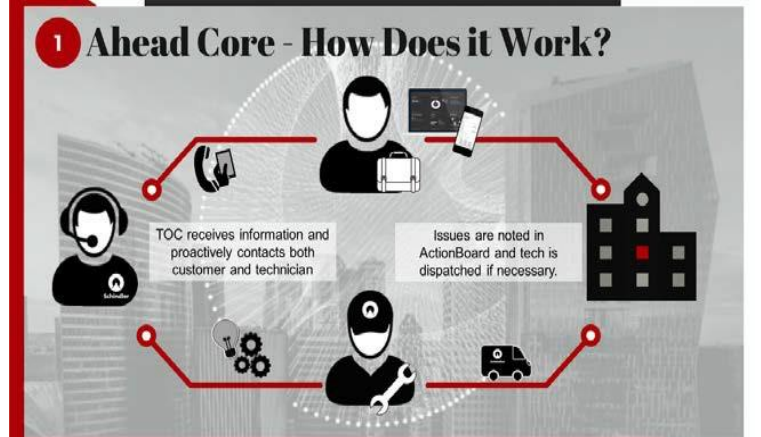 1 Ahead Core - How Does it Work?
TOC receives information and
proactively contacts both
customer and technician
Issues are noted in
ActionBoard and tech is
dispatched if necessary.
Schindler